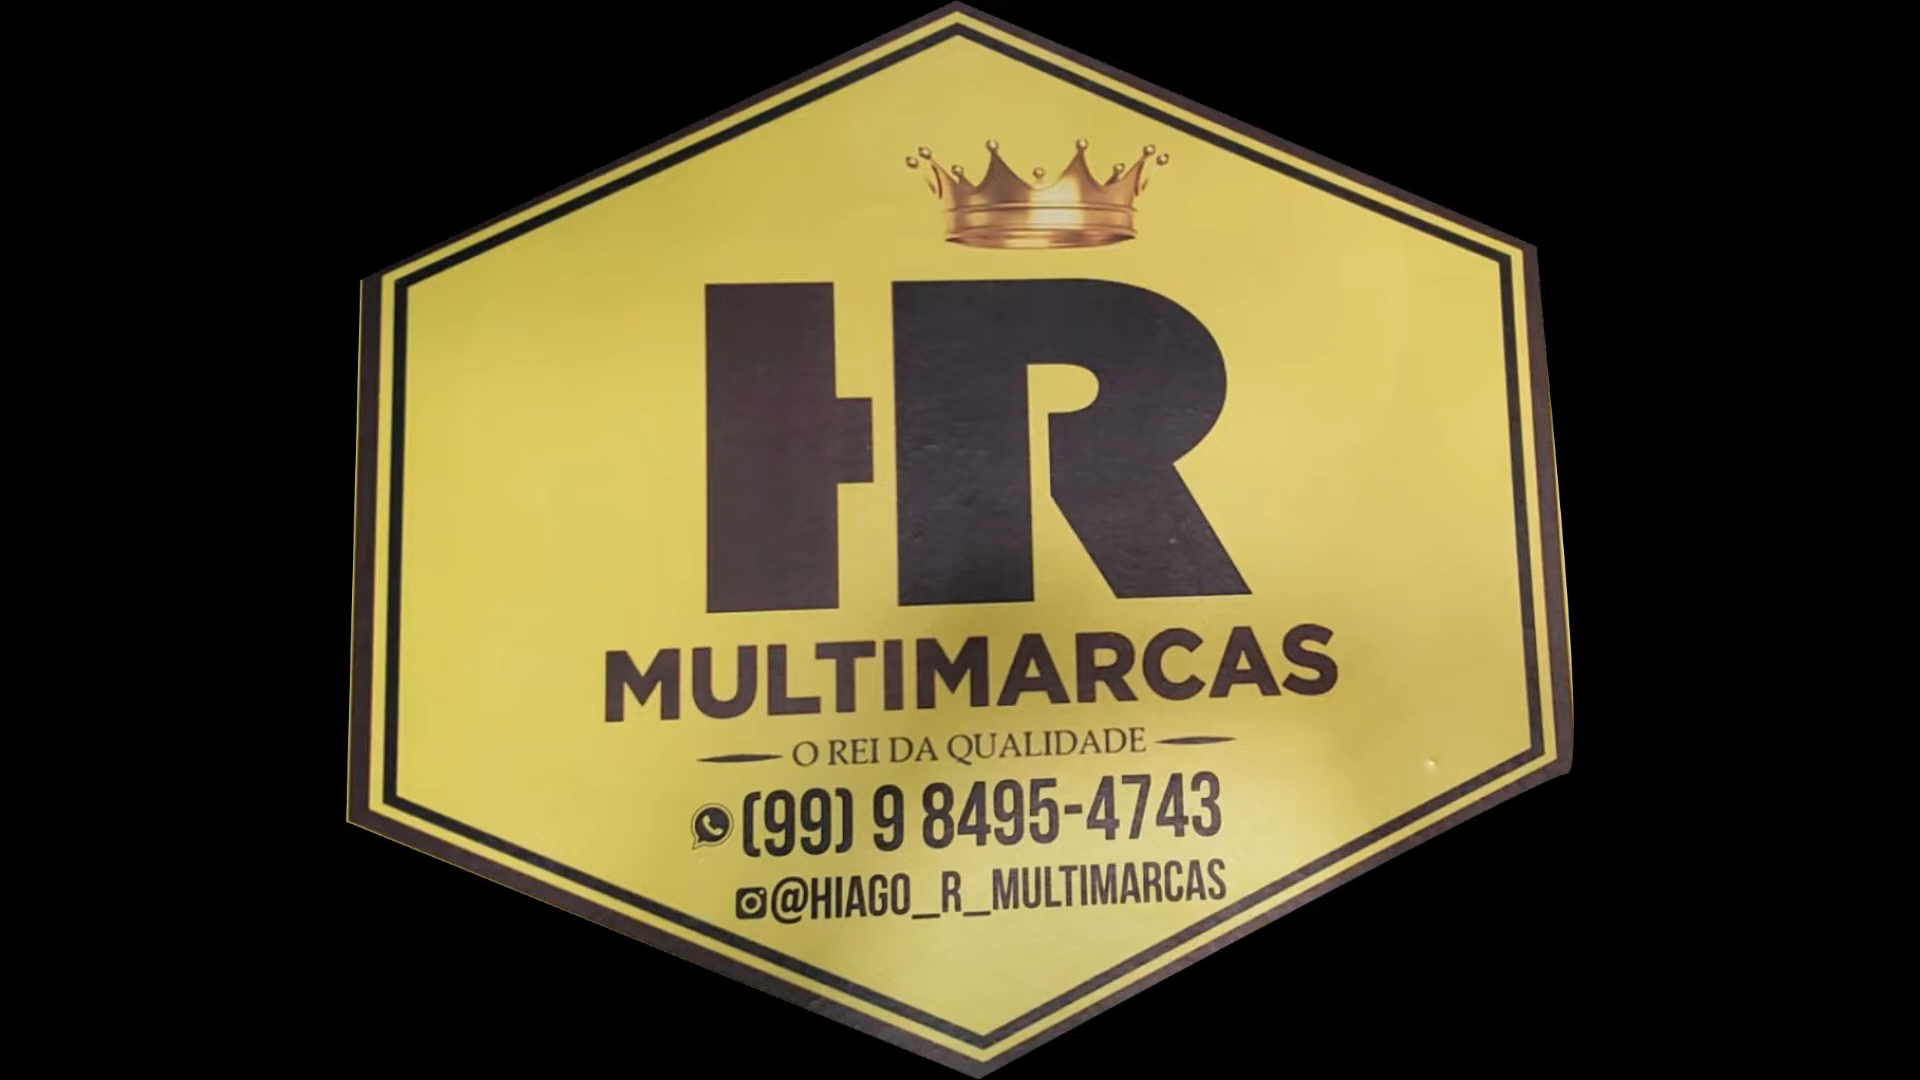 HR
MULTIMARCAS
O REI DA QUALIDADE
(99) 9 8495-4743
@HIAGO_R_MULTIMARCAS